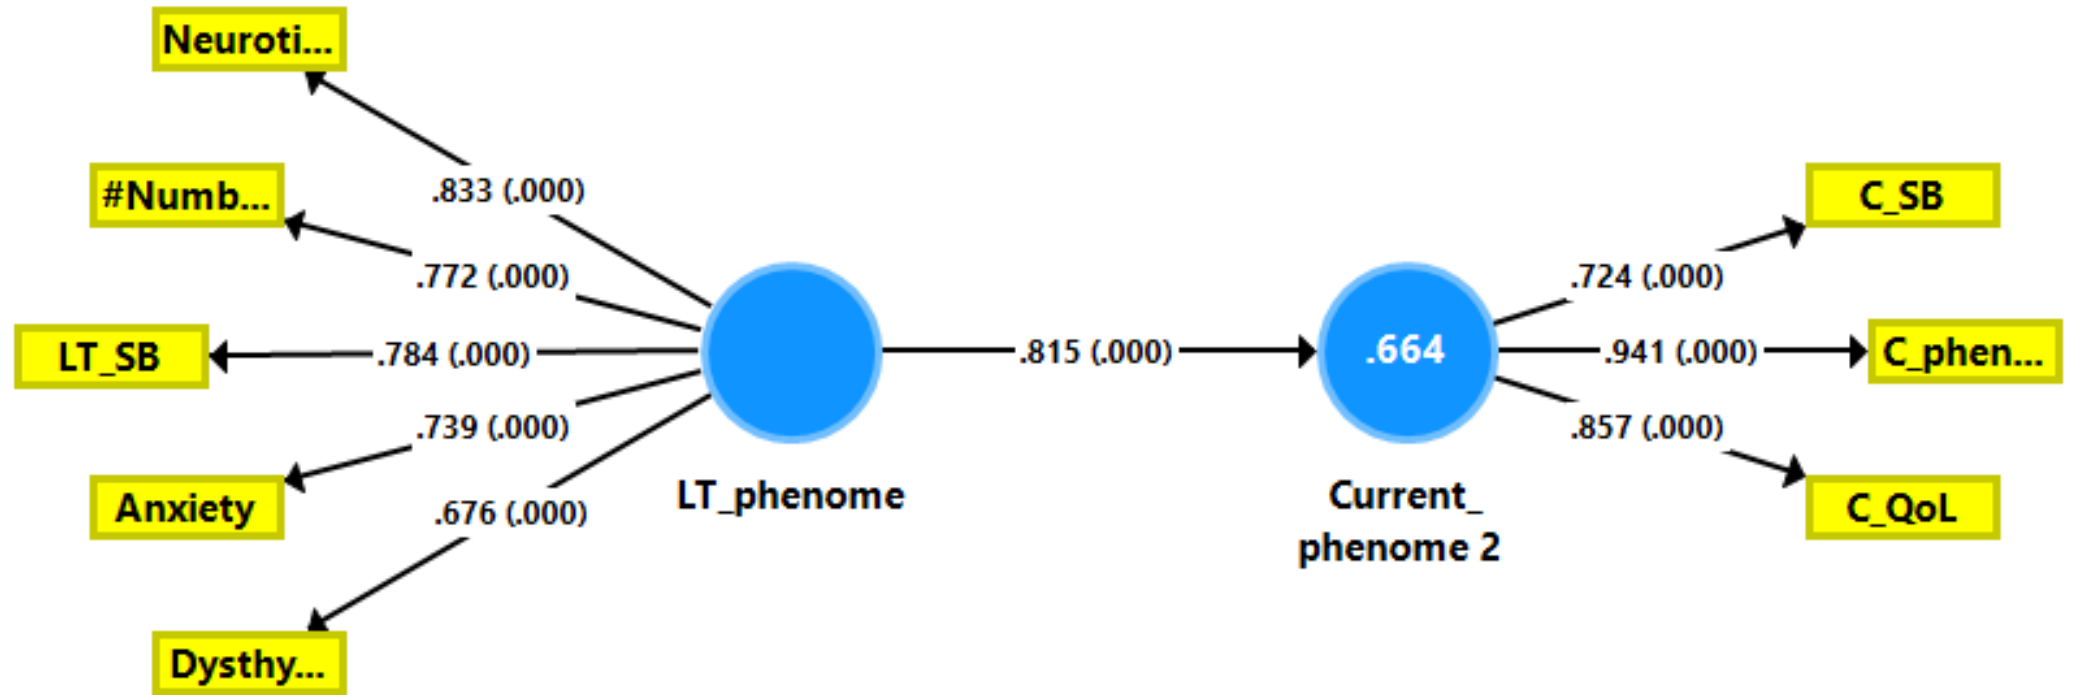 Neuroti...
.833 (.000)
#Numb...
.772 (.000)
LT_SB
.784 (.000)
Anxiety
.739 (.000)
Dysthy...
.676 (.000)
LT_phenome
.815 (.000)
.664
Current_
phenome 2
.724 (.000)
C_SB
.941 (.000)
C_phen...
.857 (.000)
C_QoL